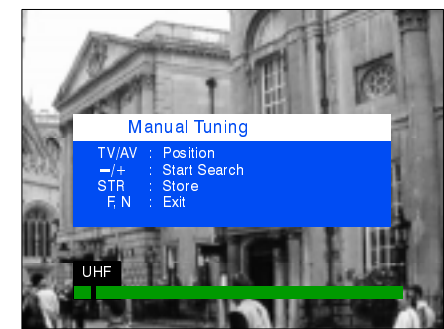 Manual Tuning
TV/AV : Position
−/+ : Start Search
STR : Store
F, N : Exit
UHF